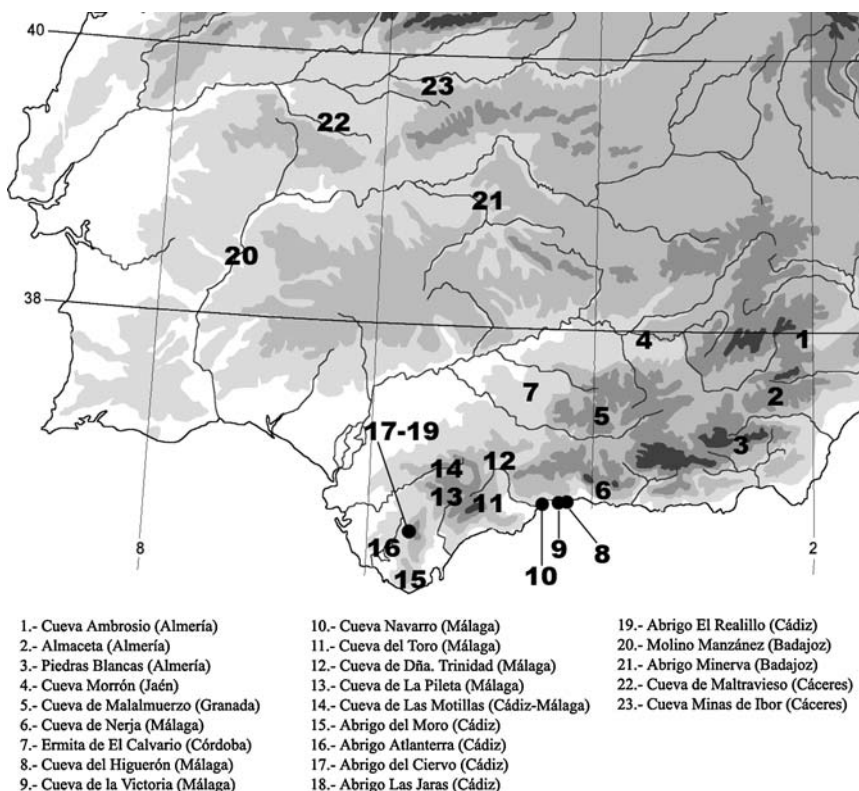 40
23
22
21
20
38
4
1
7
2
5
17-19
3
12
14
6
13
11
16
9
8
8
2
10
15
1.- Cueva Ambrosio (Almería)
2.- Almaceta (Almería)
3.- Piedras Blancas (Almería)
4.- Cueva Morrón (Jaén)
5.- Cueva de Malalmuerzo (Granada)
6.- Cueva de Nerja (Málaga)
7.- Ermita de El Calvario (Córdoba)
8.- Cueva del Higuerón (Málaga)
9.- Cueva de la Victoria (Málaga)
10.- Cueva Navarro (Málaga)
11.- Cueva del Toro (Málaga)
12.- Cueva de Dña. Trinidad (Málaga)
13.- Cueva de La Pileta (Málaga)
14.- Cueva de Las Motillas (Cádiz-Málaga)
15.- Abrigo del Moro (Cádiz)
16.- Abrigo Atlanterra (Cádiz)
17.- Abrigo del Ciervo (Cádiz)
18.- Abrigo Las Jaras (Cádiz)
19.- Abrigo El Realillo (Cádiz)
20.- Molino Manzánez (Badajoz)
21.- Abrigo Minerva (Badajoz)
22.- Cueva de Maltravieso (Cáceres)
23.- Cueva Minas de Ibor (Cáceres)